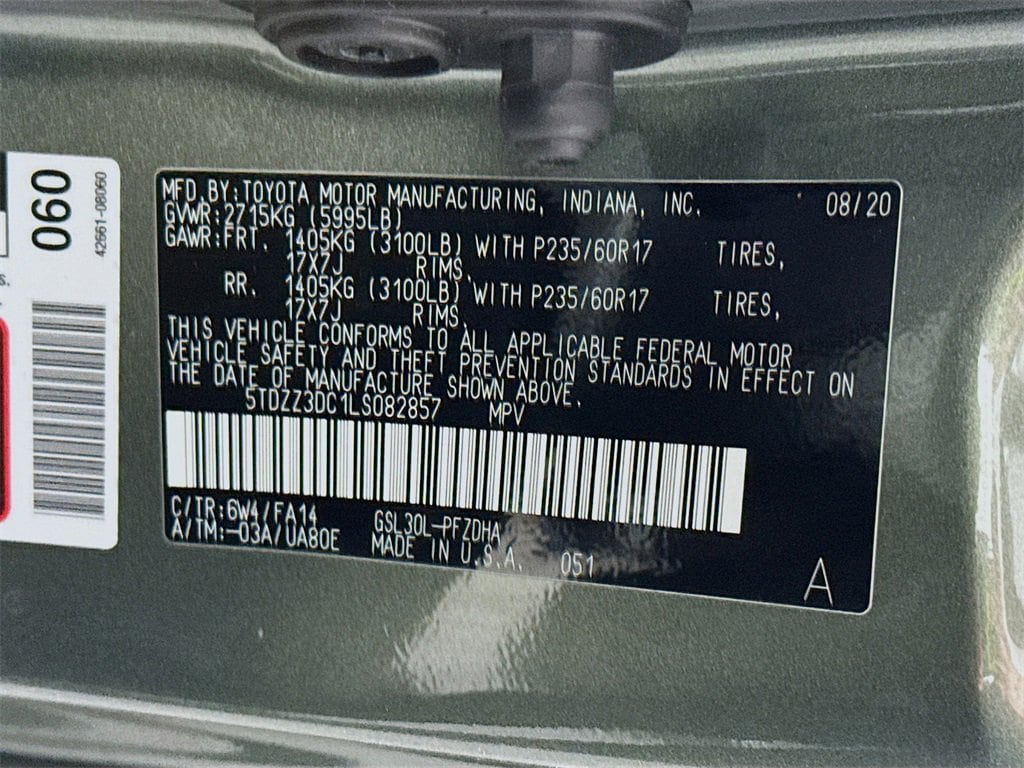 060
42661-08060
S.
MFD.BY:TOYOTA MOTOR MANUFACTURING, INDIANA, INC. 08/20
GVWR:2715KG (5995LB)
GAWR:FRT. 1405KG (3100LB) WITH P235/60R17 TIRES,
17X7J RIMS,
RR. 1405KG (3100LB) WITH P235/60R17 TIRES,
17X7J RIMS,
THIS VEHICLE CONFORMS TO ALL APPLICABLE FEDERAL MOTOR
VEHICLE SAFETY AND THEFT PREVENTION STANDARDS IN EFFECT ON
THE DATE OF MANUFACTURE SHOWN ABOVE.
5TDZZ3DC1LS082857 MPV
C/TR:6W4/FA14 GSL30L-PFZDHA
A/TM:-03A/UA80E MADE IN U.S.A. 051
A